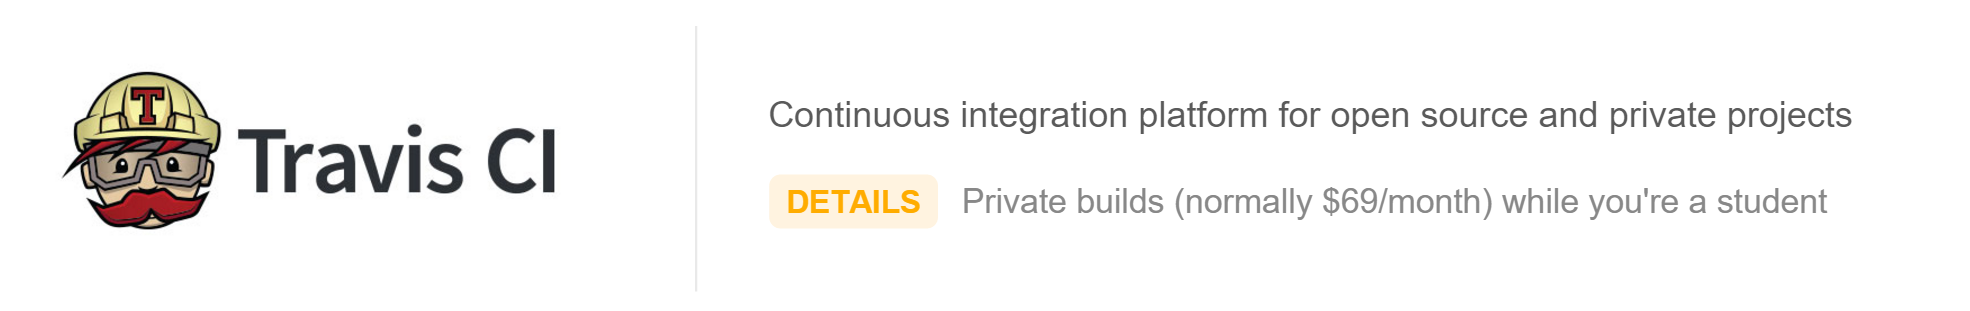 T
Travis CI
Continuous integration platform for open source and private projects
DETAILS Private builds (normally $69/month) while you're a student